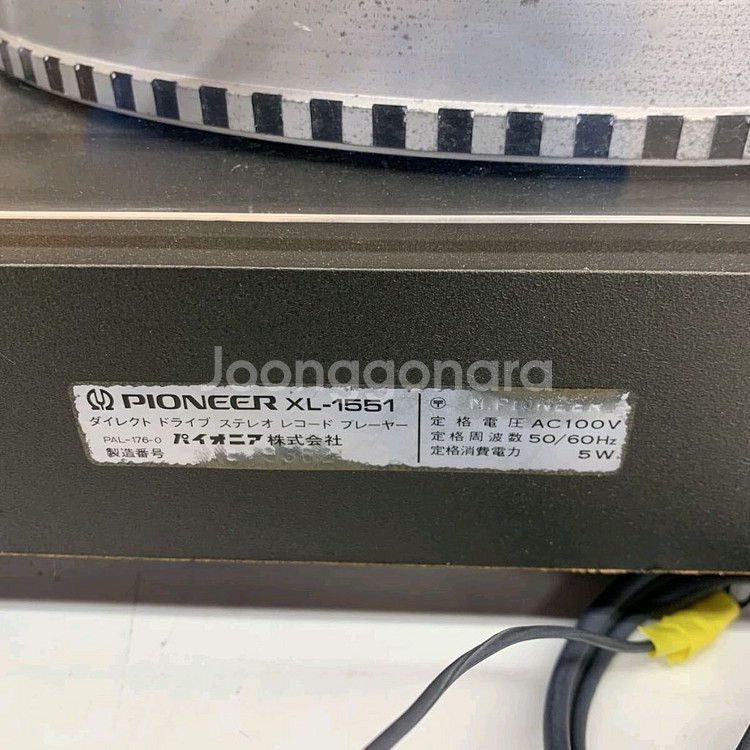 Joonggonara
PIONEER XL-1551
ダイレクト ドライブ ステレオ レコード プレーヤー
PAL-176-0 パイオニア株式会社
製造番号
〒 N.PIONEER
定格電圧 AC100V
定格周波数 50/60Hz
定格消費電力 5W